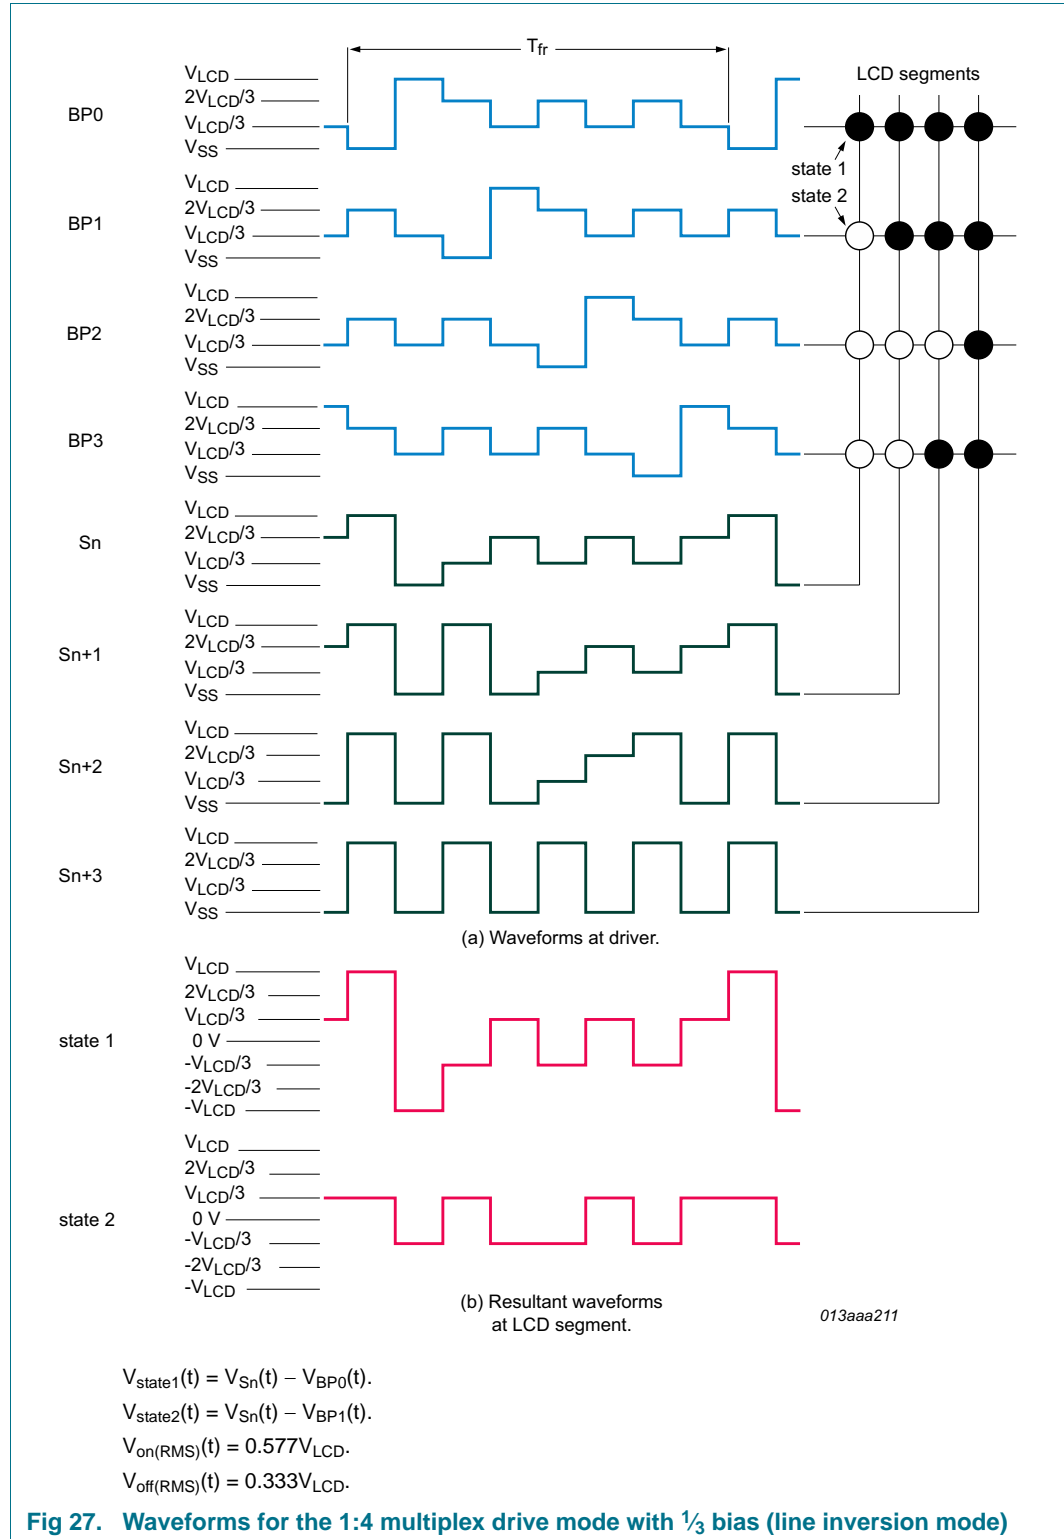 Tfr
BP0
VLCD
2VLCD/3
VLCD/3
VSS
LCD segments
state 1
state 2
BP1
VLCD
2VLCD/3
VLCD/3
VSS
BP2
VLCD
2VLCD/3
VLCD/3
VSS
BP3
VLCD
2VLCD/3
VLCD/3
VSS
Sn
VLCD
2VLCD/3
VLCD/3
VSS
Sn+1
VLCD
2VLCD/3
VLCD/3
VSS
Sn+2
VLCD
2VLCD/3
VLCD/3
VSS
Sn+3
VLCD
2VLCD/3
VLCD/3
VSS
(a) Waveforms at driver.
state 1
VLCD
2VLCD/3
VLCD/3
0 V
-VLCD/3
-2VLCD/3
-VLCD
state 2
VLCD
2VLCD/3
VLCD/3
0 V
-VLCD/3
-2VLCD/3
-VLCD
(b) Resultant waveforms
at LCD segment.
013aaa211
Vstate1(t) = VSn(t) − VBP0(t).
Vstate2(t) = VSn(t) − VBP1(t).
Von(RMS)(t) = 0.577VLCD.
Voff(RMS)(t) = 0.333VLCD.
Fig 27. Waveforms for the 1:4 multiplex drive mode with 1⁄3 bias (line inversion mode)